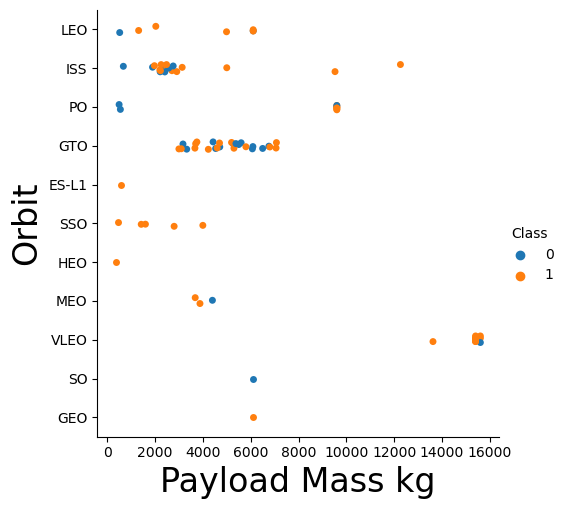 LEO
ISS
PO
GTO
ES-L1
SSO
HEO
MEO
VLEO
SO
GEO
Orbit
0 2000 4000 6000 8000 10000 12000 14000 16000
Payload Mass kg
Class
0
1